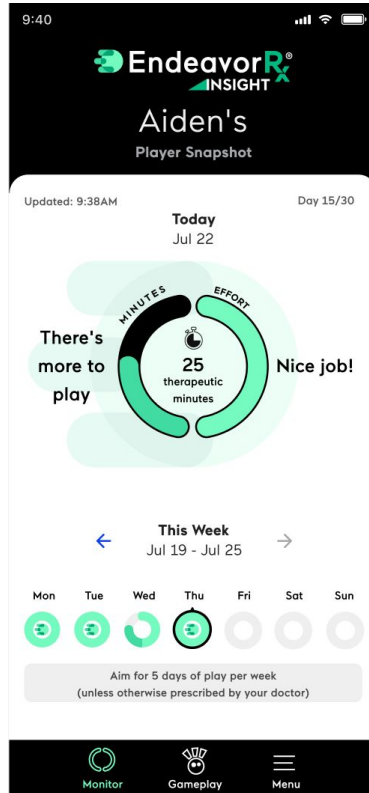 9:40
EndeavorRx®
INSIGHT
Aiden's
Player Snapshot
Updated: 9:38AM
Day 15/30
Today
Jul 22
MINUTES
EFFORT
There's
more to
play
25
therapeutic
minutes
Nice job!
This Week
Jul 19 - Jul 25
Mon Tue Wed Thu Fri Sat Sun
Aim for 5 days of play per week
(unless otherwise prescribed by your doctor)
Monitor Gameplay Menu